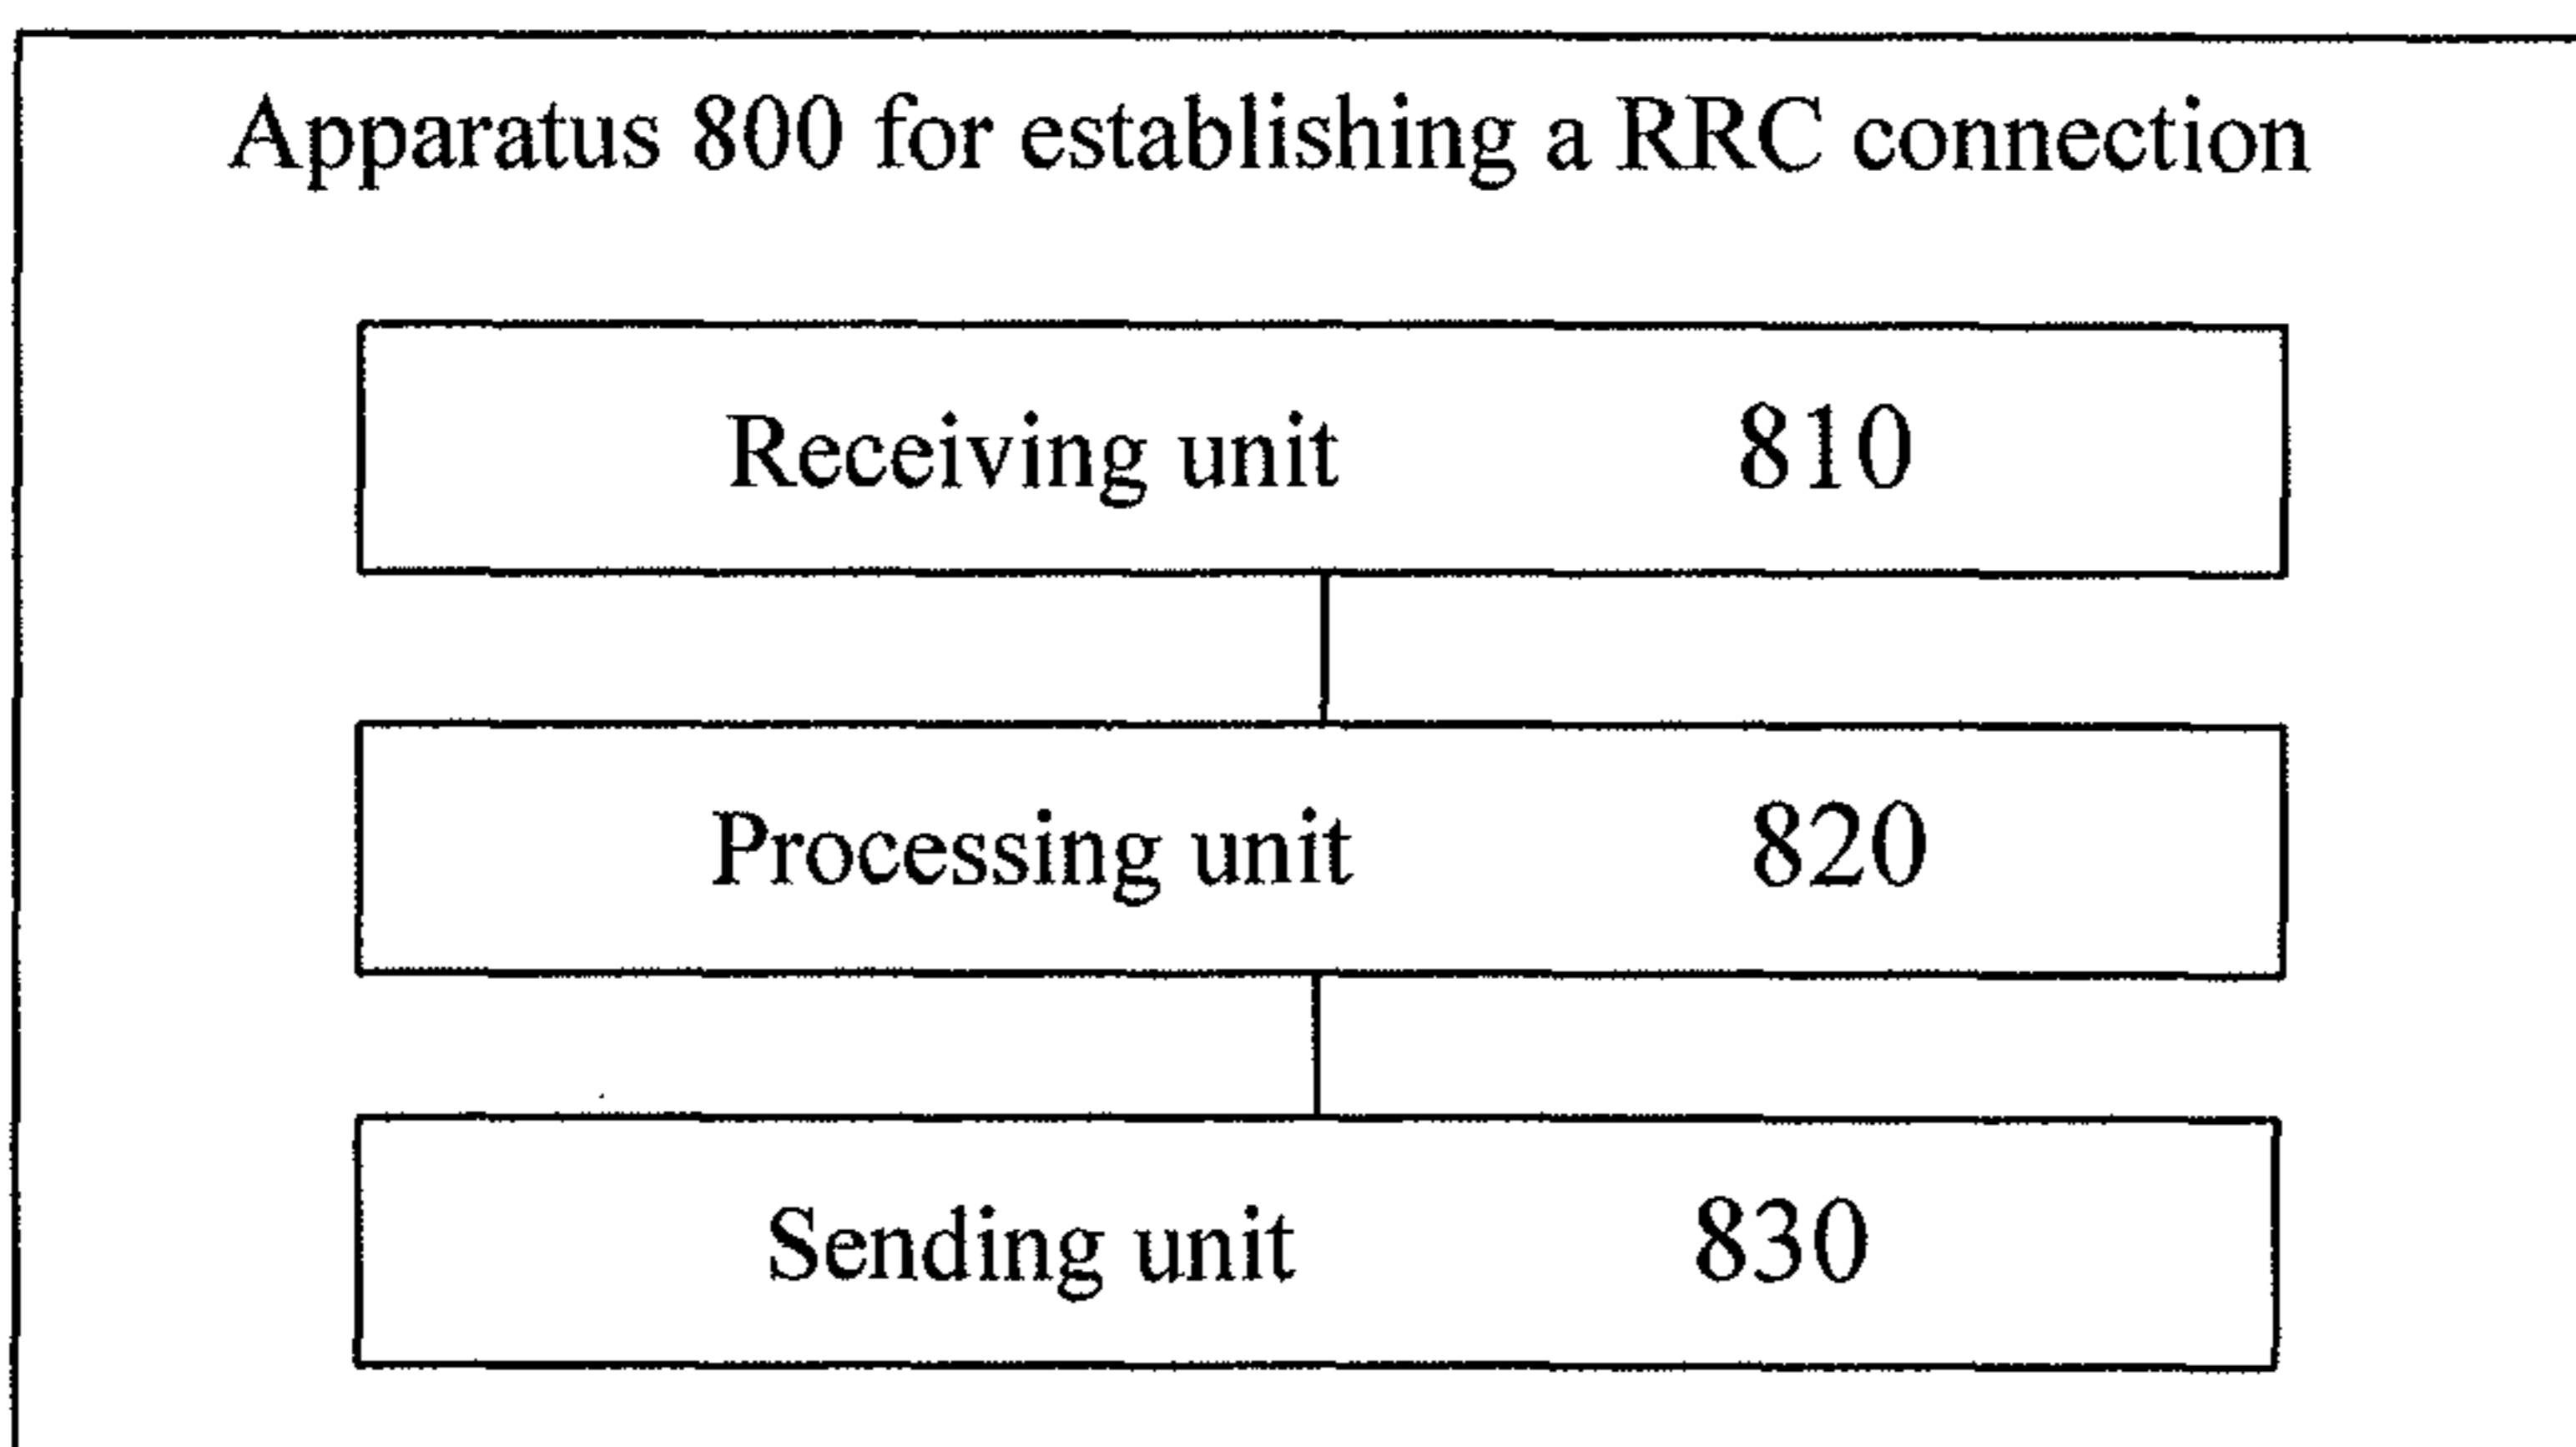 Apparatus 800 for establishing a RRC connection
Receiving unit 810
Processing unit 820
Sending unit 830